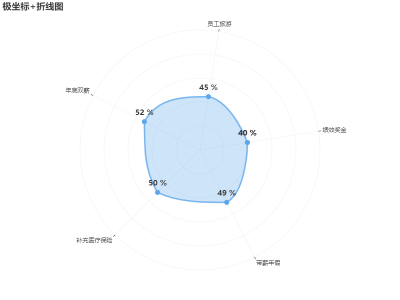 极坐标+折线图
员工旅游
45 %
年底双薪
52 %
40 %
绩效奖金
50 %
49 %
补充医疗保险
带薪年假